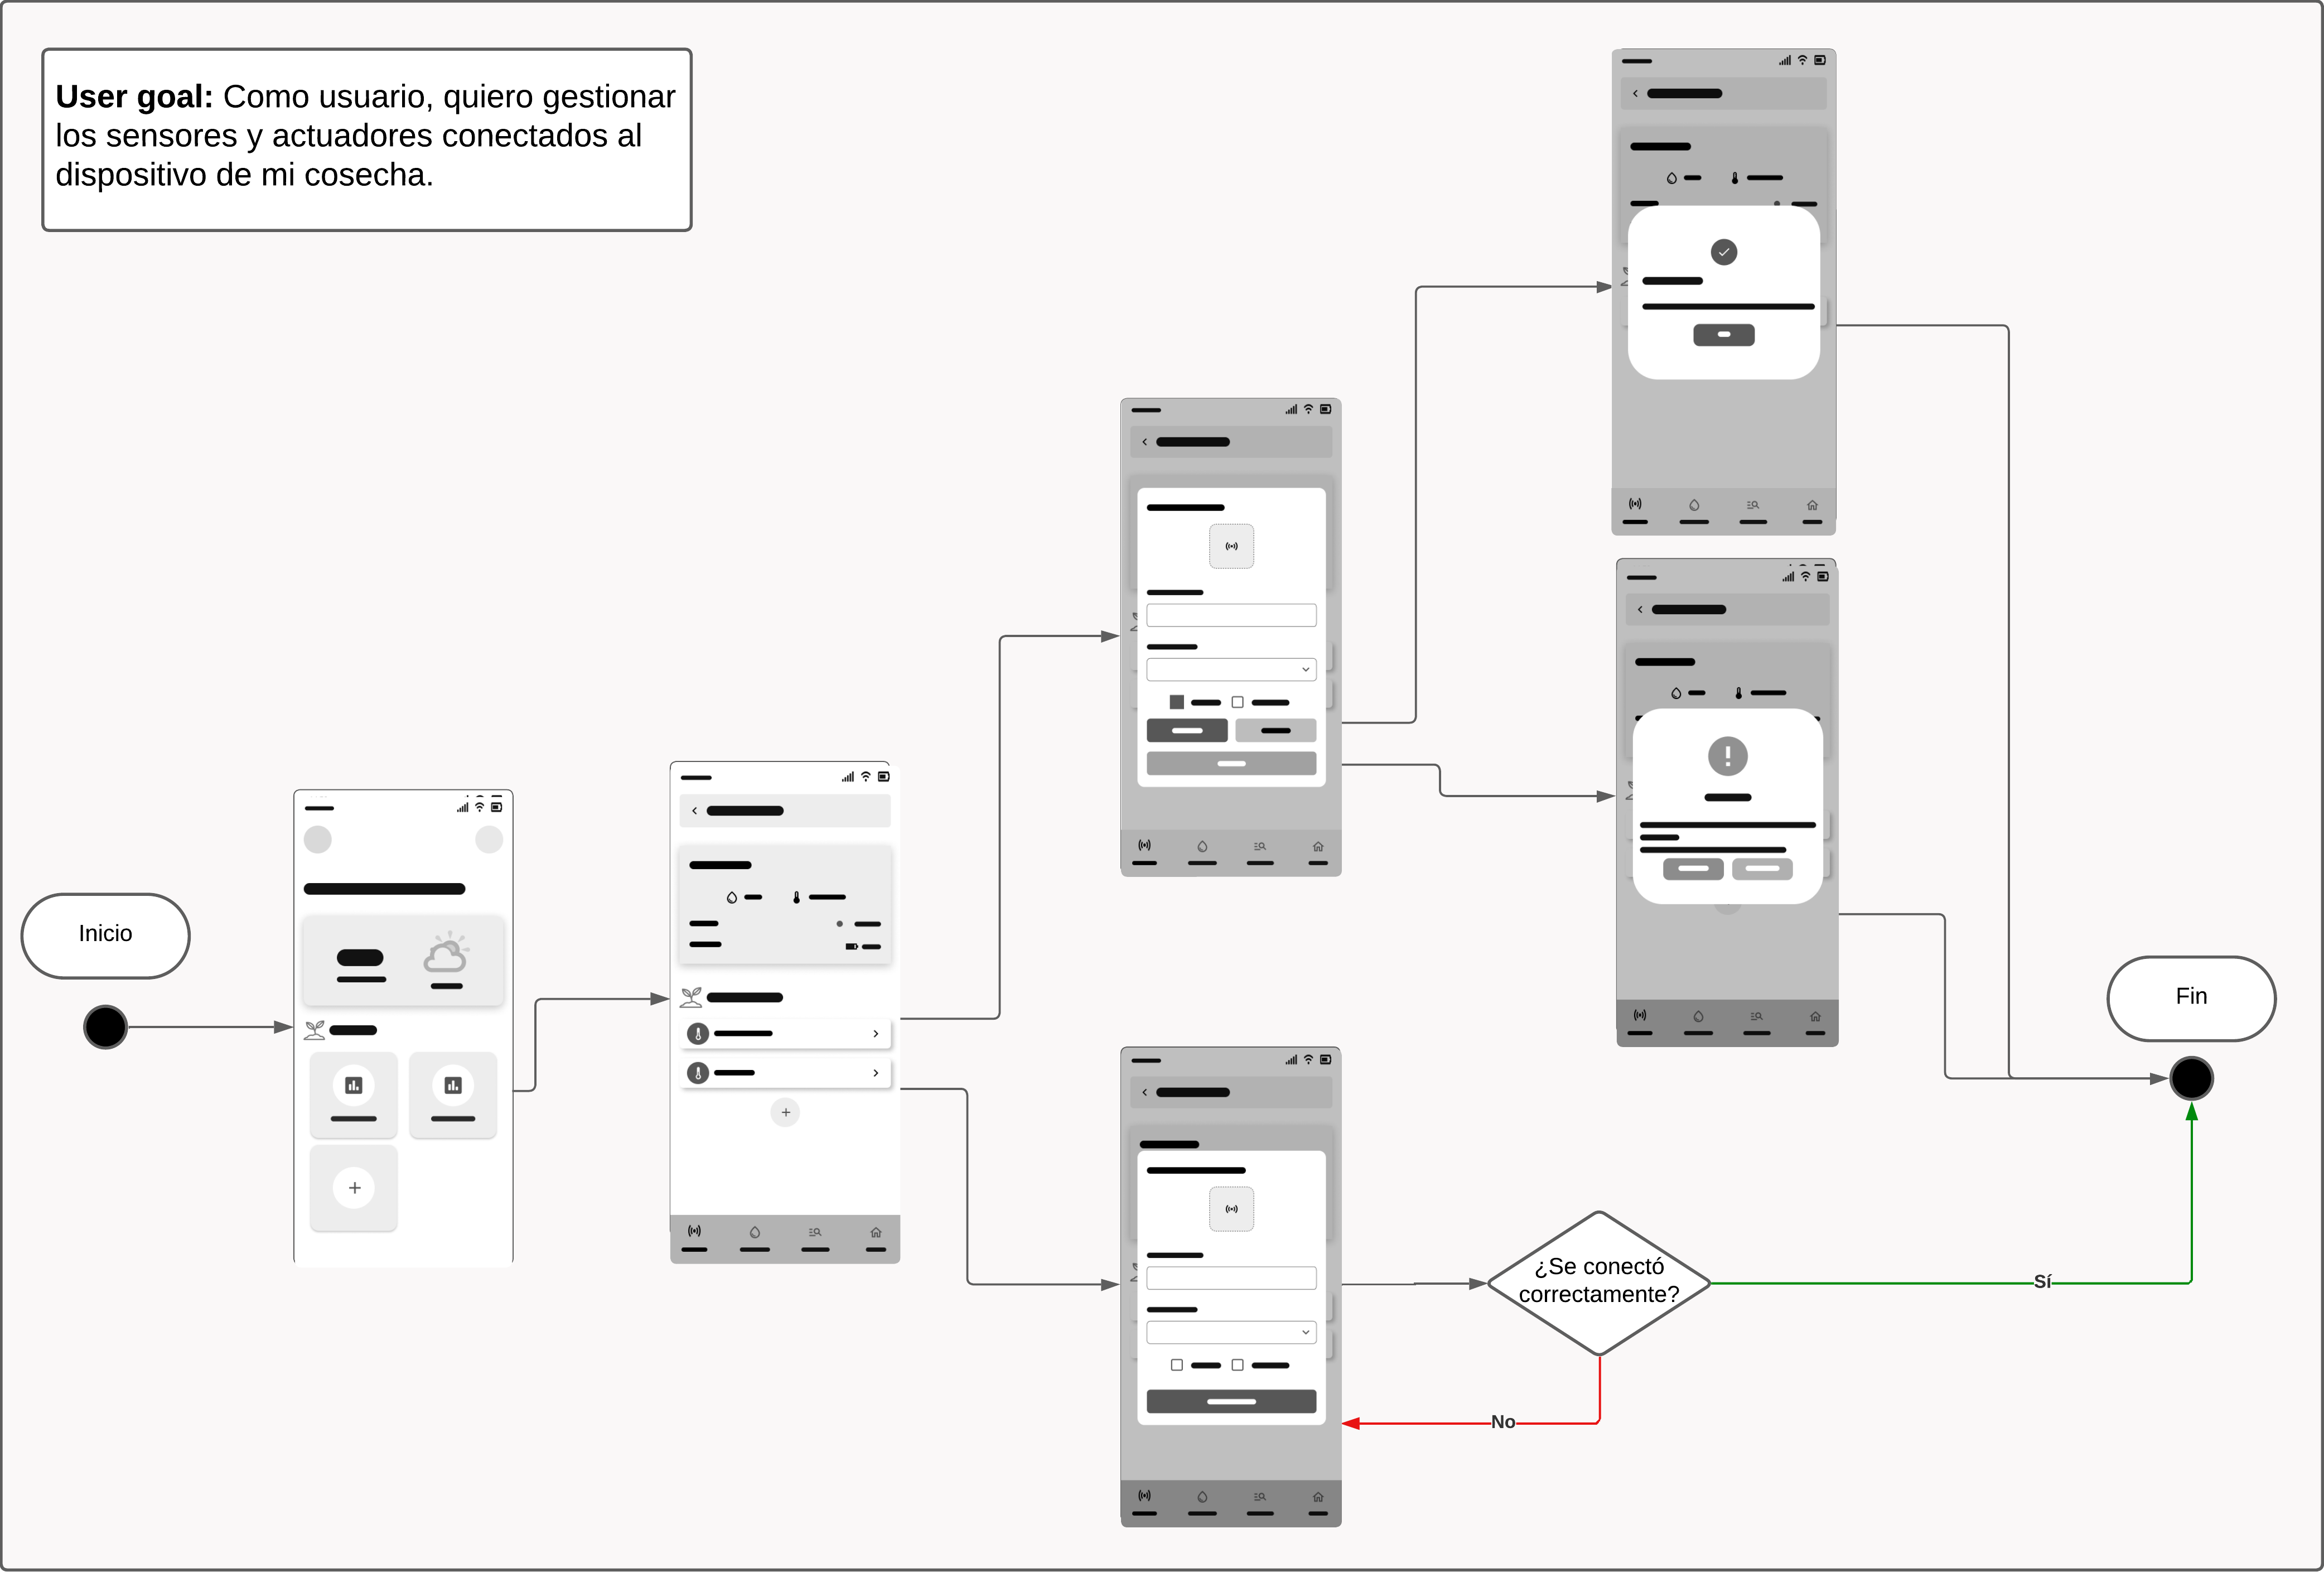 User goal: Como usuario, quiero gestionar
los sensores y actuadores conectados al
dispositivo de mi cosecha.
Inicio
Fin
¿Se conectó
correctamente?
Sí
No